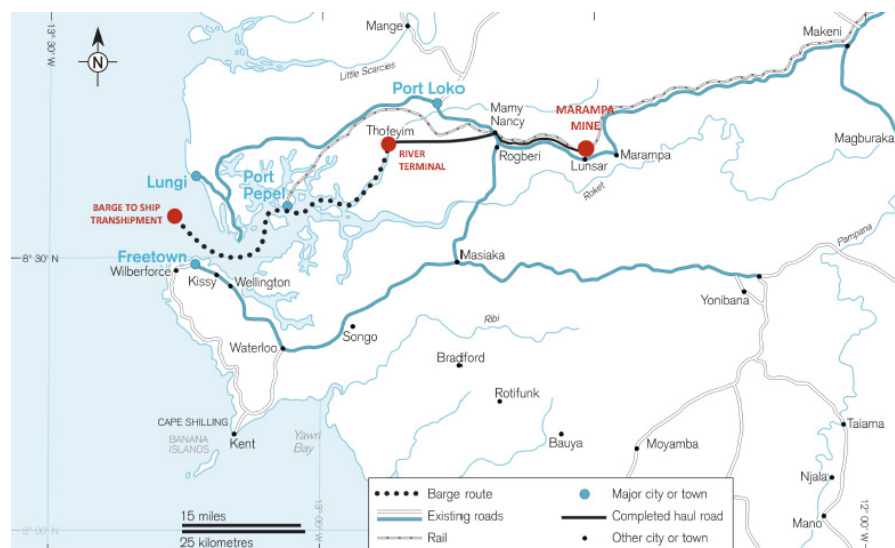 13° 30' W
N
Mange
Little Scarcies
Makeni
Port Loko
Mamy
Nancy
MARAMPA
MINE
Thofeyim
RIVER
TERMINAL
Rogberi
Lunsar
Marampa
Magburaka
Lungi
Port
Pepel
Roket
BARGE TO SHIP
TRANSHIPMENT
Pampana
8° 30' N
Freetown
Wilberforce
Kissy
Wellington
Masiaka
Yonibana
Waterloo
Songo
Ribi
Bradford
Rotifunk
CAPE SHILLING
BANANA
ISLANDS
Kent
Yawri
Bay
Bauya
Moyamba
Taiama
Njala
Mano
15 miles
25 kilometres
8° 00' N
13° 00' W
12° 00' W
Barge route
Existing roads
Rail
Major city or town
Completed haul road
Other city or town